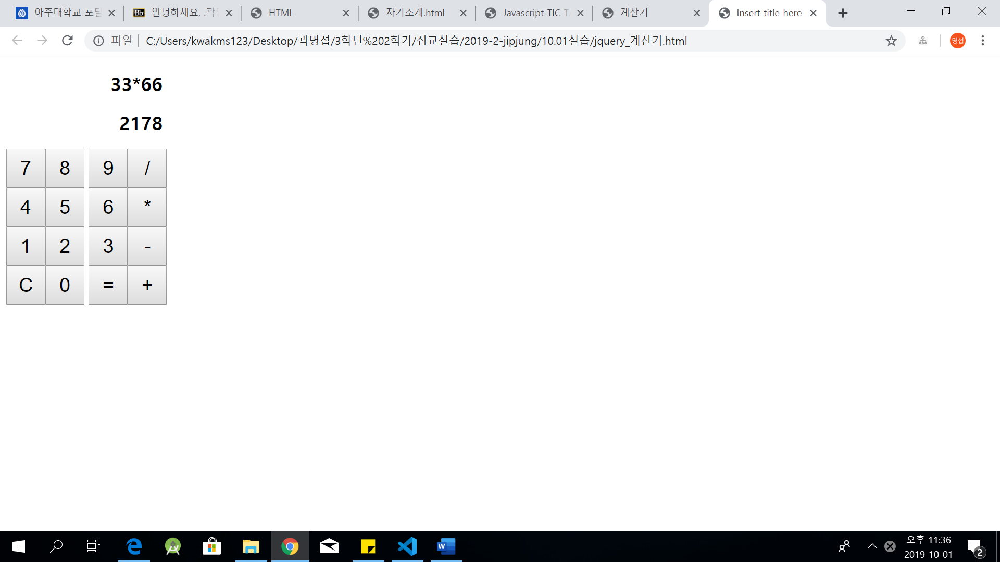 아주대학교 포털
안녕하세요, .곽
HTML
자기소개.html
Javascript TIC T
계산기
Insert title here
파일
C:/Users/kwakms123/Desktop/곽명섭/3학년%202학기/집교실습/2019-2-jipjung/10.01실습/jquery_계산기.html
명섭
33*66
2178
7 8 9 /
4 5 6 *
1 2 3 -
C 0 = +
오후 11:36
2019-10-01
2